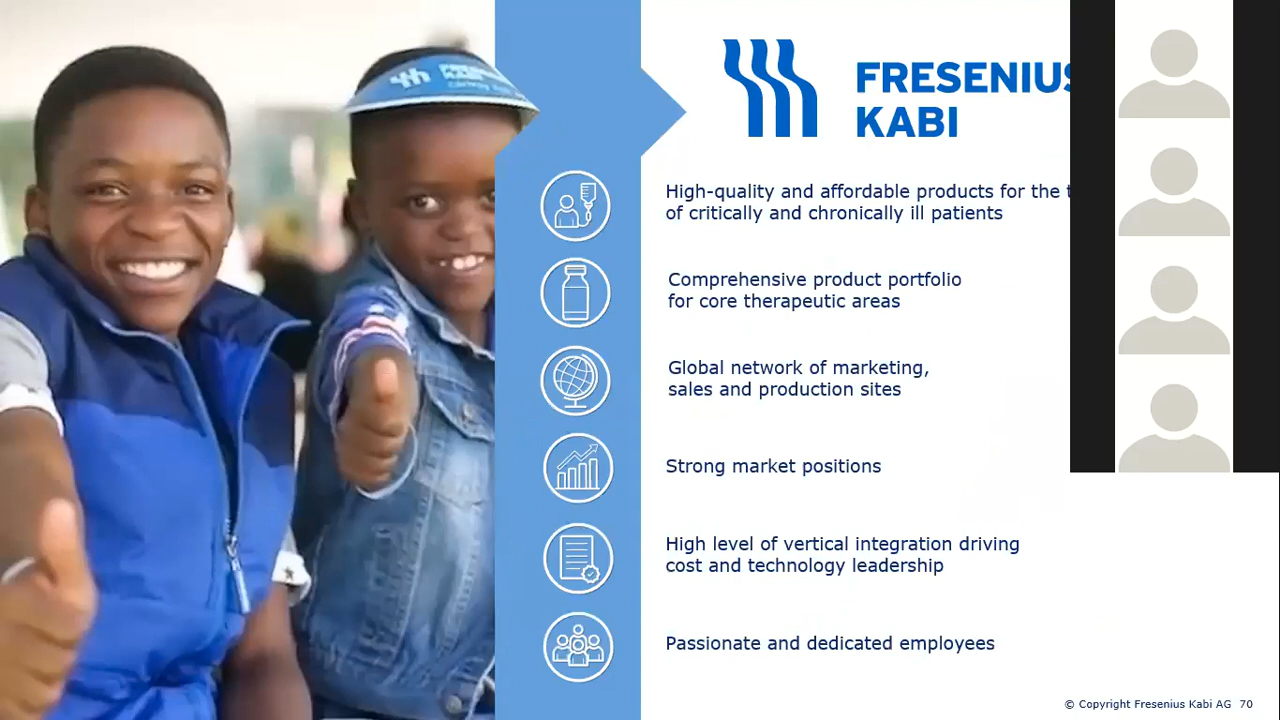 FRESENIUS
KABI
FRESENIUS
KABI
High-quality and affordable products for the
of critically and chronically ill patients
Comprehensive product portfolio
for core therapeutic areas
Global network of marketing,
sales and production sites
Strong market positions
High level of vertical integration driving
cost and technology leadership
Passionate and dedicated employees
© Copyright Fresenius Kabi AG 70